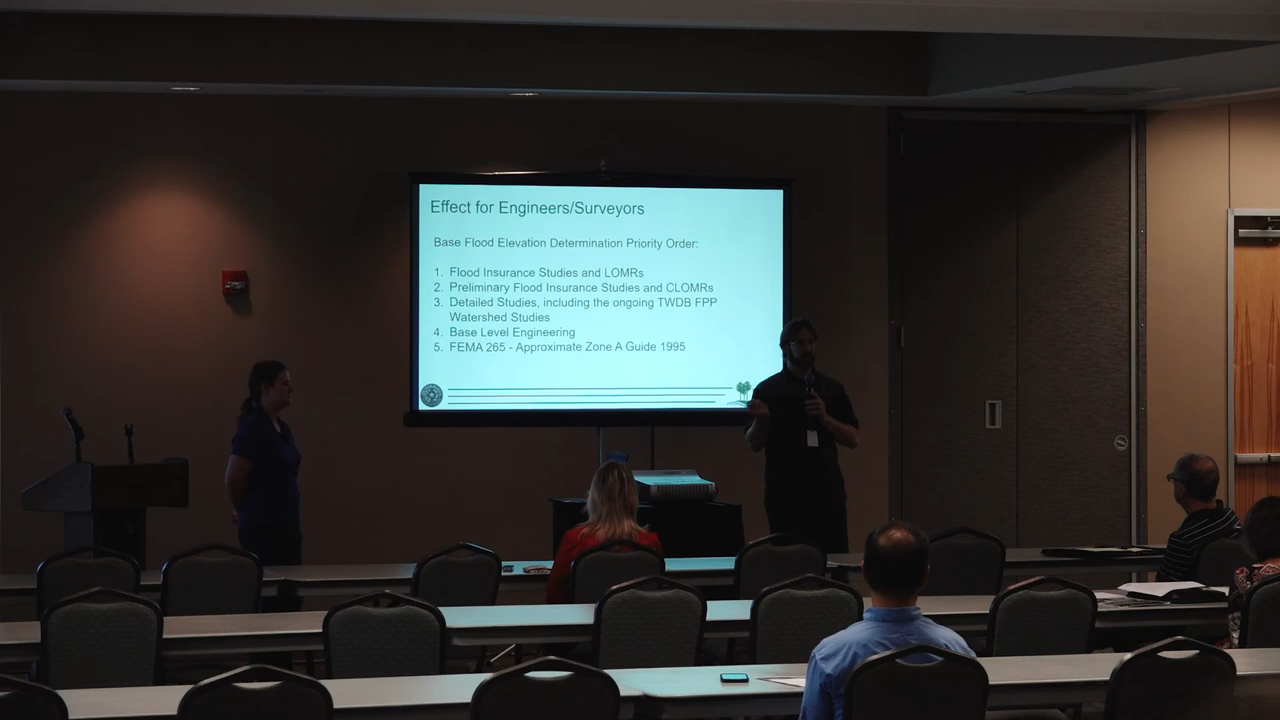 Effect for Engineers/Surveyors
Base Flood Elevation Determination Priority Order:
1. Flood Insurance Studies and LOMRs
2. Preliminary Flood Insurance Studies and CLOMRs
3. Detailed Studies, including the ongoing TWDB FPP
Watershed Studies
4. Base Level Engineering
5. FEMA 265 - Approximate Zone A Guide 1995